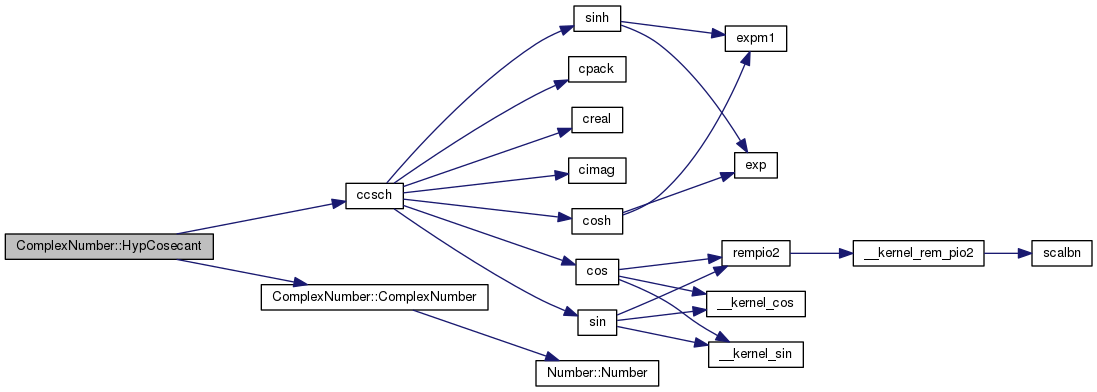 sinh
expm1
cpack
creal
exp
cimag
ccsch
cosh
ComplexNumber::HypCosecant
rempio2
__kernel_rem_pio2
scalbn
cos
ComplexNumber::ComplexNumber
__kernel_cos
sin
__kernel_sin
Number::Number